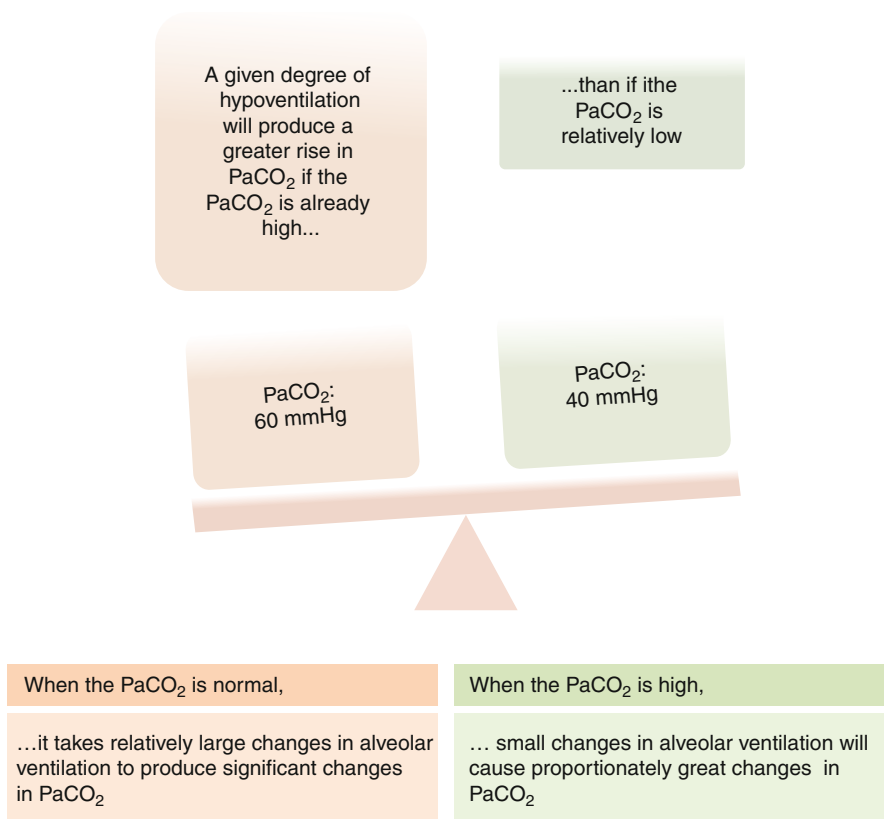 A given degree of
hypoventilation
will produce a
greater rise in
PaCO₂ if the
PaCO₂ is already
high...
...than if ithe
PaCO₂ is
relatively low
PaCO₂:
60 mmHg
PaCO₂:
40 mmHg
When the PaCO₂ is normal,
…it takes relatively large changes in alveolar
ventilation to produce significant changes
in PaCO₂
When the PaCO₂ is high,
… small changes in alveolar ventilation will
cause proportionately great changes in
PaCO₂